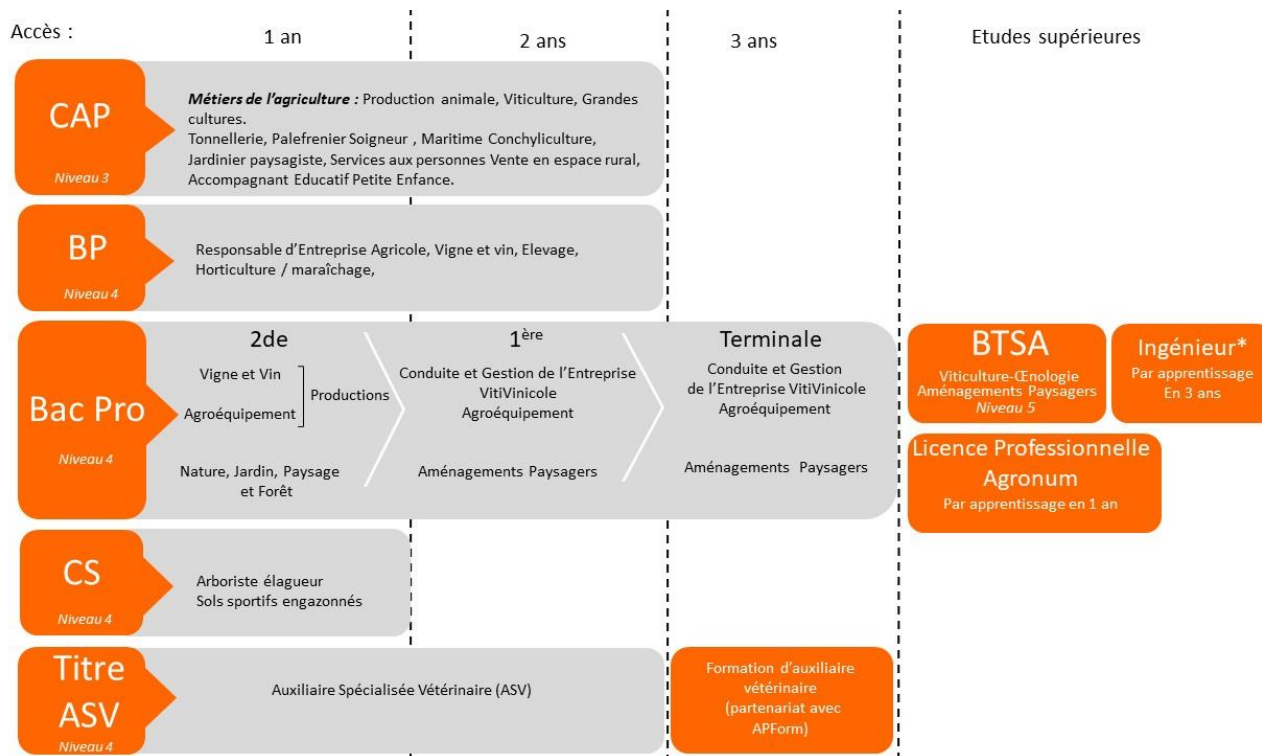 Accès :
1 an
2 ans
3 ans
Etudes supérieures
CAP
Niveau 3
Métiers de l'agriculture : Production animale, Viticulture, Grandes
cultures.
Tonnellerie, Palefrenier Soigneur , Maritime Conchyliculture,
Jardinier paysagiste, Services aux personnes Vente en espace rural,
Accompagnant Educatif Petite Enfance.
BP
Niveau 4
Responsable d'Entreprise Agricole, Vigne et vin, Elevage,
Horticulture / maraîchage,
Bac Pro
Niveau 4
2de
Vigne et Vin
Agroéquipement
Productions
Nature, Jardin, Paysage
et Forêt
1ère
Conduite et Gestion de l'Entreprise
VitiVinicole
Agroéquipement
Aménagements Paysagers
Terminale
Conduite et Gestion
de l'Entreprise VitiVinicole
Agroéquipement
Aménagements Paysagers
BTSA
Viticulture-Œnologie
Aménagements Paysagers
Niveau 5
Ingénieur*
Par apprentissage
En 3 ans
Licence Professionnelle
Agronum
Par apprentissage en 1 an
CS
Niveau 4
Arboriste élagueur
Sols sportifs engazonnés
Titre
ASV
Niveau 4
Auxiliaire Spécialisée Vétérinaire (ASV)
Formation d'auxiliaire
vétérinaire
(partenariat avec
APForm)